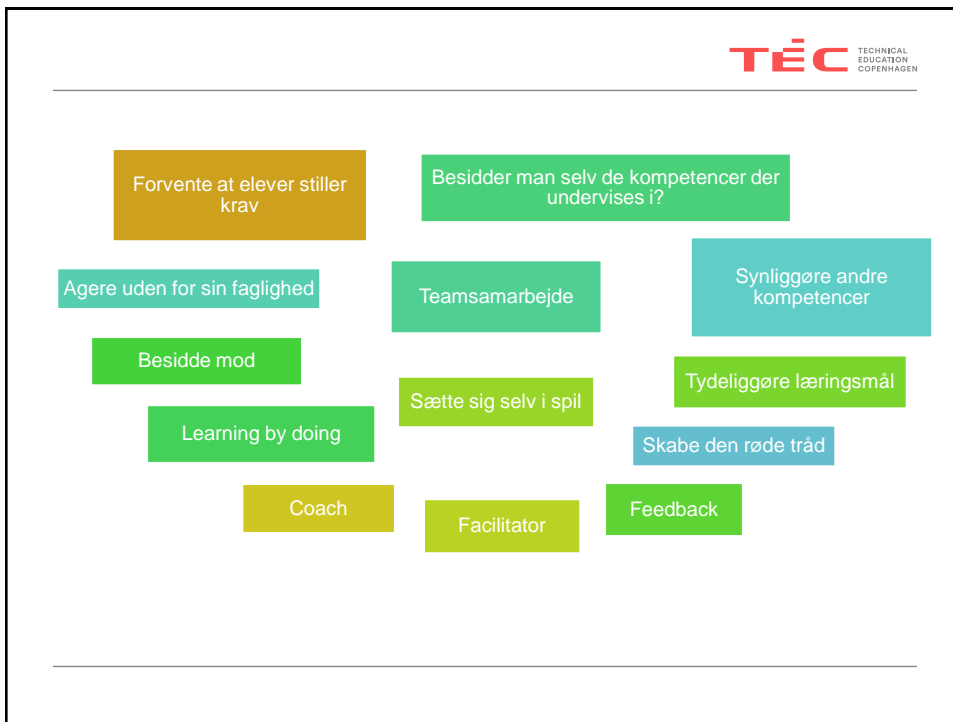 TEC
TECHNICAL
EDUCATION
COPENHAGEN
Forvente at elever stiller
krav
Besidder man selv de kompetencer der
undervises i?
Agere uden for sin faglighed
Teamsamarbejde
Synliggøre andre
kompetencer
Besidde mod
Sætte sig selv i spil
Tydeliggøre læringsmål
Learning by doing
Skabe den røde tråd
Coach
Facilitator
Feedback